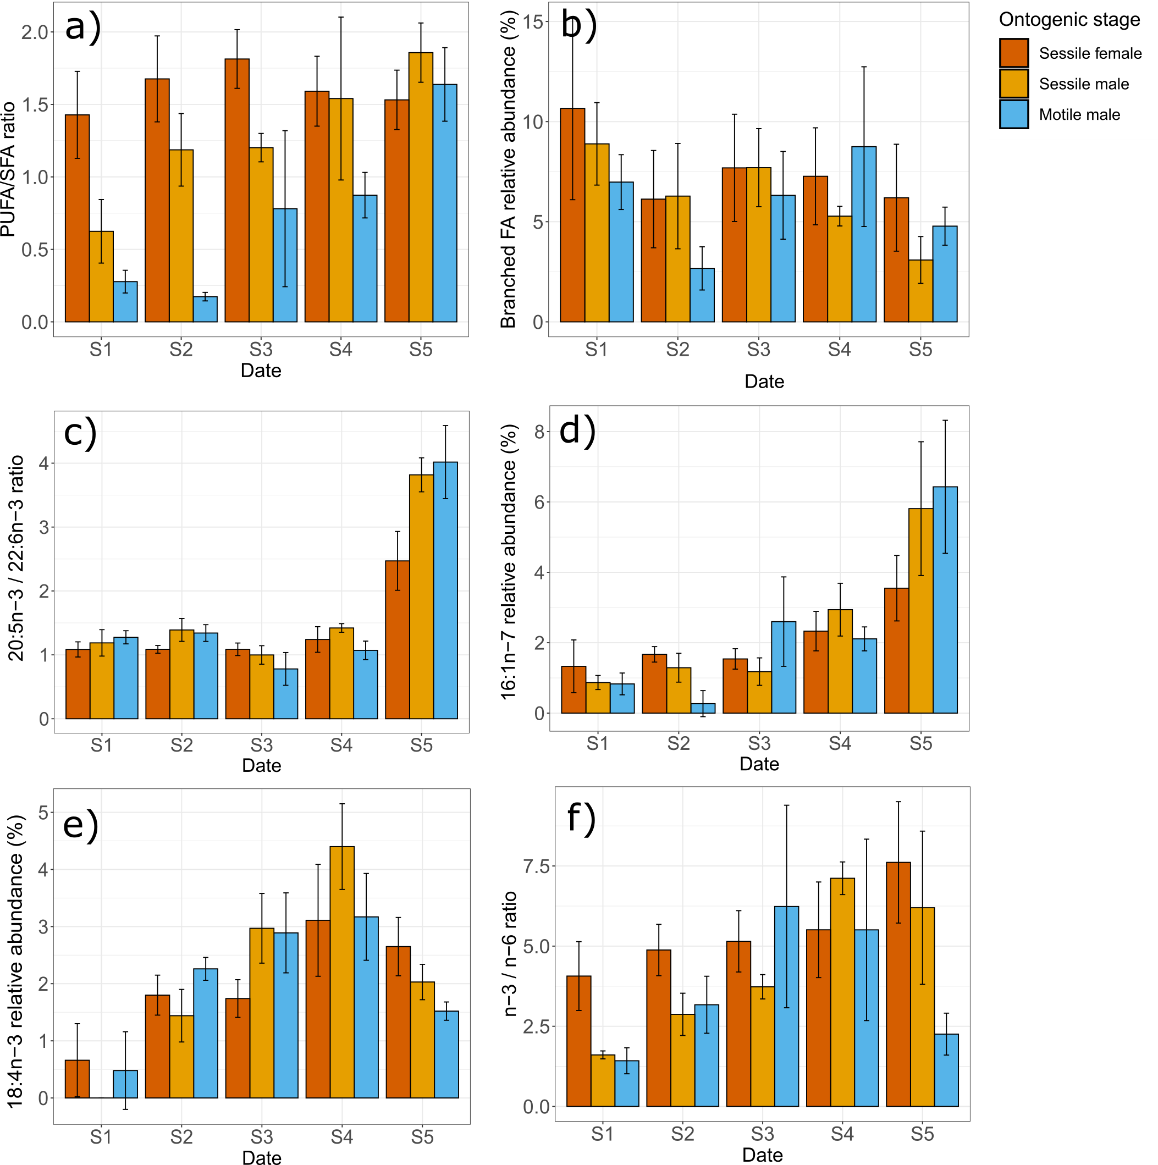 a)
PUFA/SFA ratio
2.0
1.5
1.0
0.5
0.0
S1 S2 S3 S4 S5
Date
b)
Branched FA relative abundance (%)
15
10
5
0
S1 S2 S3 S4 S5
Date
Ontogenic stage
Sessile female
Sessile male
Motile male
c)
20:5n−3 / 22:6n−3 ratio
4
3
2
1
0
S1 S2 S3 S4 S5
Date
d)
16:1n−7 relative abundance (%)
8
6
4
2
0
S1 S2 S3 S4 S5
Date
e)
18:4n−3 relative abundance (%)
5
4
3
2
1
0
S1 S2 S3 S4 S5
Date
f)
n−3 / n−6 ratio
7.5
5.0
2.5
0.0
S1 S2 S3 S4 S5
Date